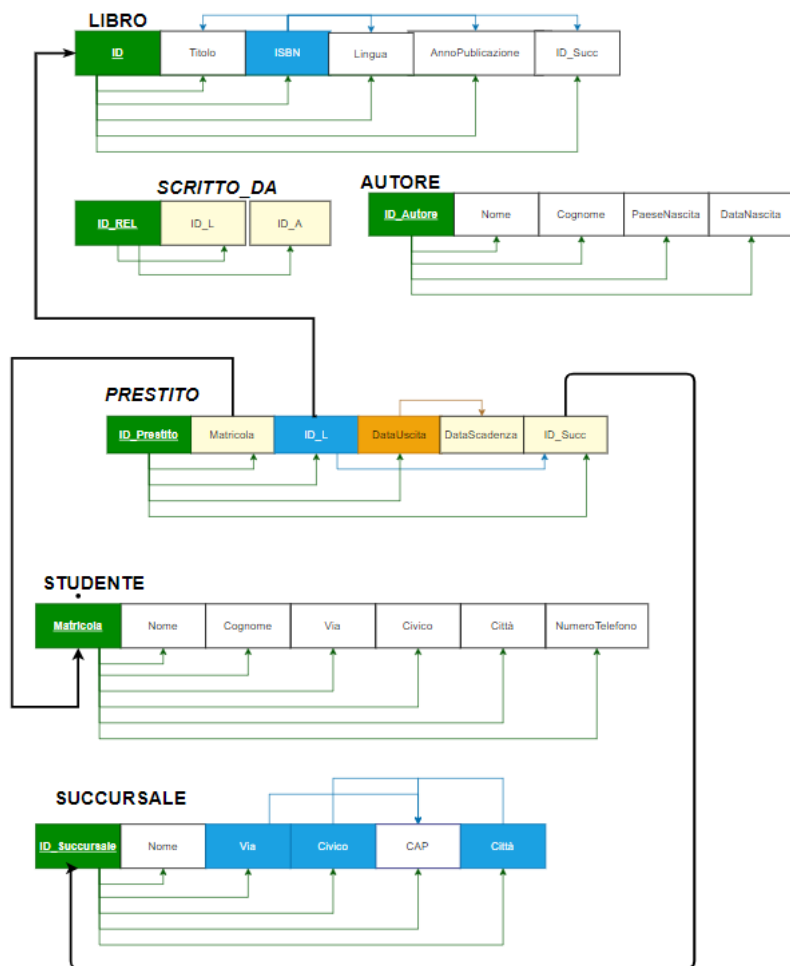 LIBRO
ID Titolo ISBN Lingua AnnoPublicazione ID_Succ
SCRITTO_DA
ID_REL ID_L ID_A
AUTORE
ID_Autore Nome Cognome PaeseNascita DataNascita
PRESTITO
ID_Prestito Matricola ID_L DataUscita DataScadenza ID_Succ
STUDENTE
Matricola Nome Cognome Via Civico Città NumeroTelefono
SUCCURSALE
ID_Succursale Nome Via Civico CAP Città